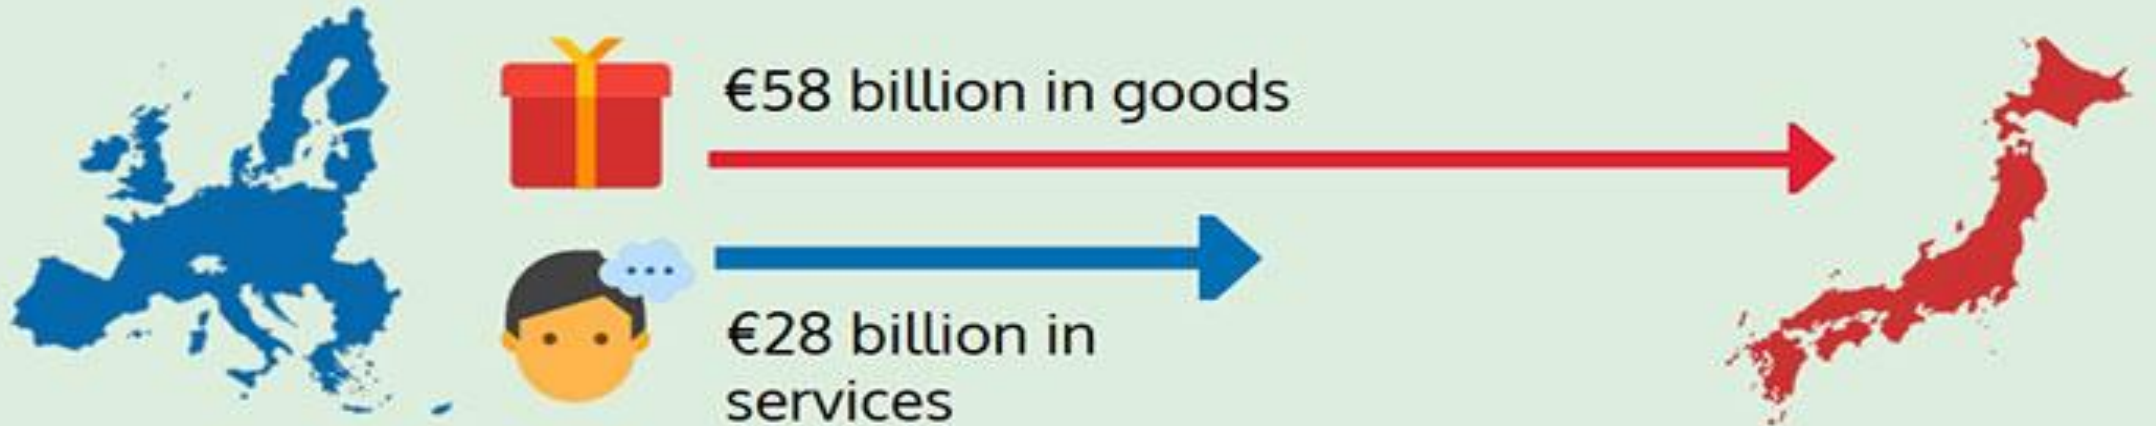 €58 billion in goods
€28 billion in
services